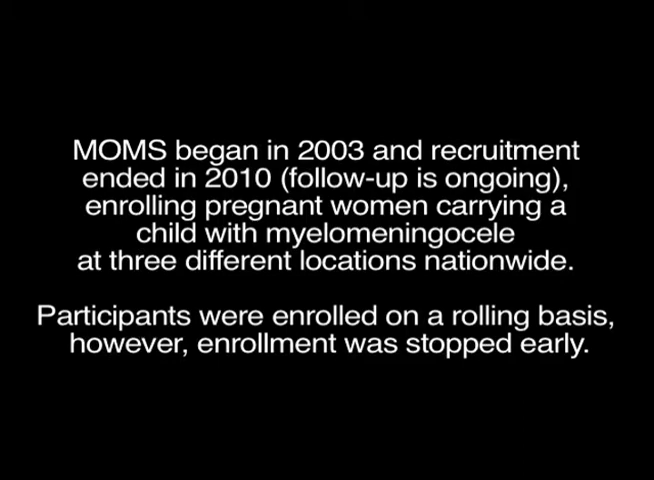 MOMS began in 2003 and recruitment
ended in 2010 (follow-up is ongoing),
enrolling pregnant women carrying a
child with myelomeningocele
at three different locations nationwide.
Participants were enrolled on a rolling basis,
however, enrollment was stopped early.